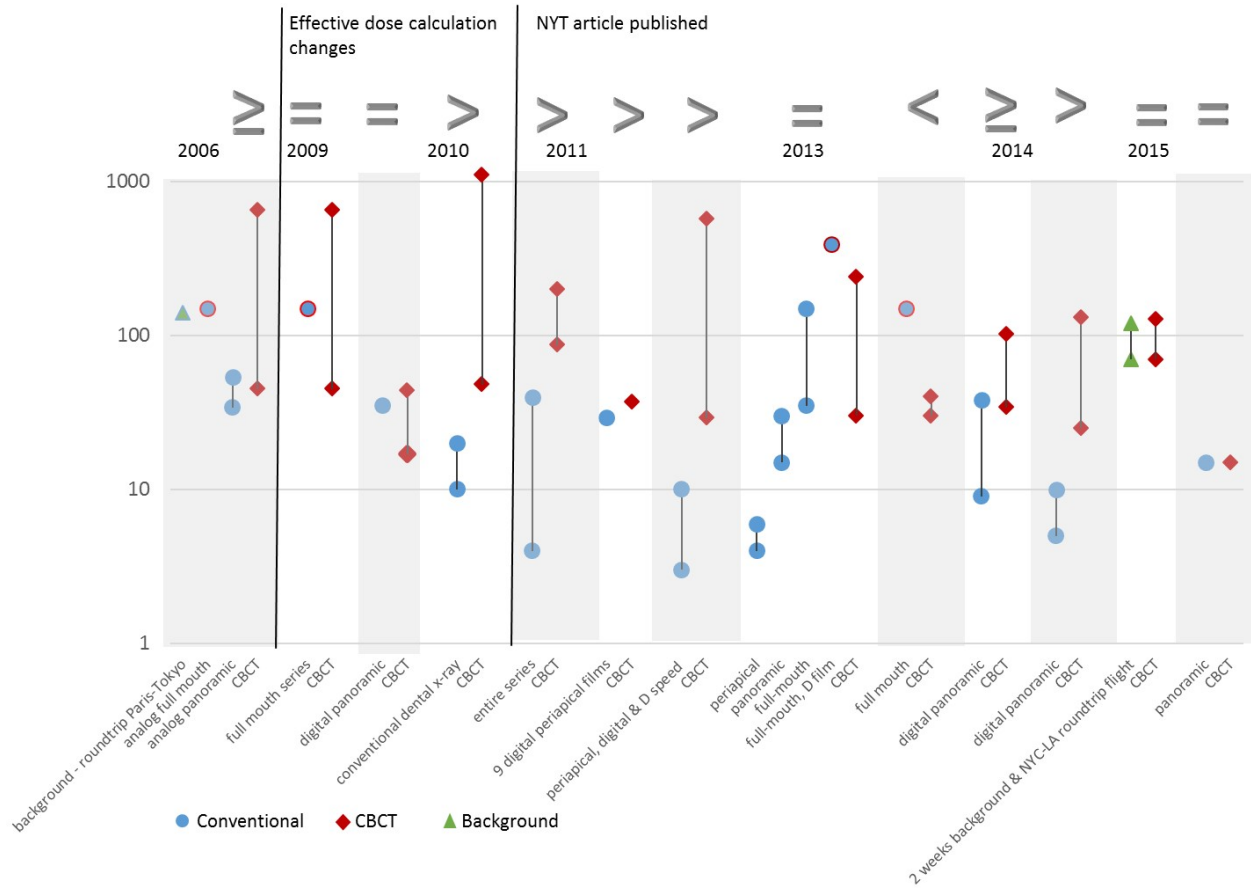 Effective dose calculation
changes
NYT article published
≥ = = > > > > = < ≥ > = =
2006 2009 2010 2011 2013 2014 2015
1000
100
10
1
background - roundtrip Paris-Tokyo
analog full mouth
analog panoramic
CBCT
full mouth series
CBCT
digital panoramic
CBCT
conventional dental x-ray
CBCT
entire series
CBCT
9 digital periapical films
CBCT
periapical, digital & D speed
CBCT
periapical
panoramic
full-mouth
full-mouth, D film
CBCT
full mouth
CBCT
digital panoramic
CBCT
digital panoramic
CBCT
2 weeks background & NYC-LA roundtrip flight
CBCT
panoramic
CBCT
Conventional CBCT Background